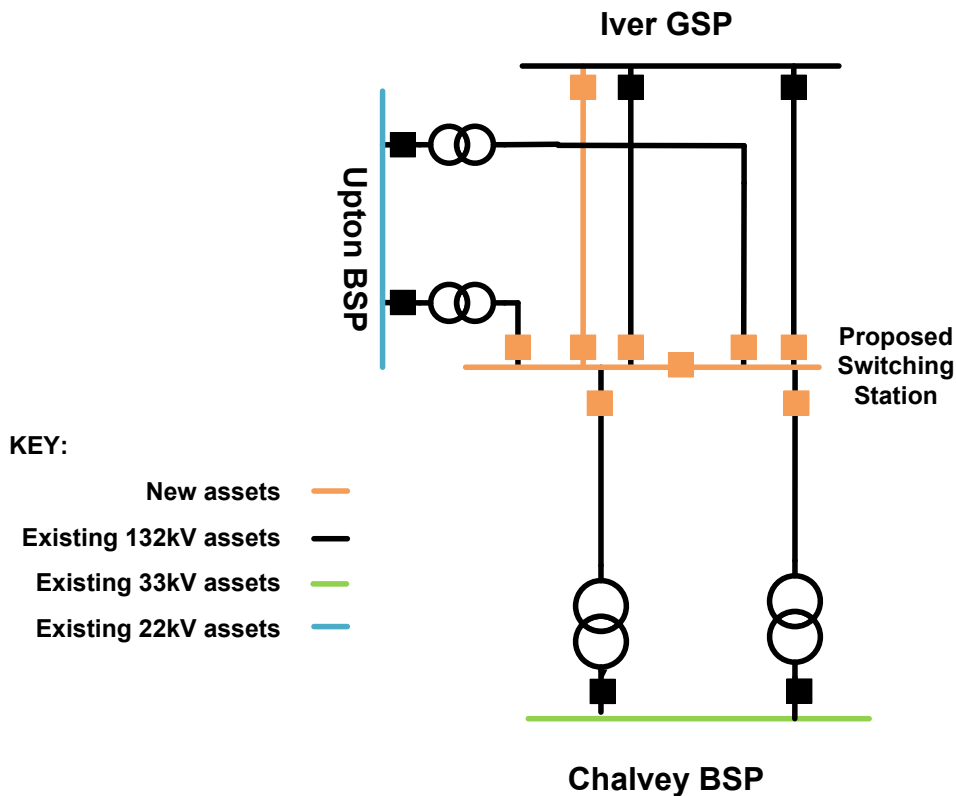 Iver GSP
Upton BSP
Proposed
Switching
Station
KEY:
New assets
Existing 132kV assets
Existing 33kV assets
Existing 22kV assets
Chalvey BSP